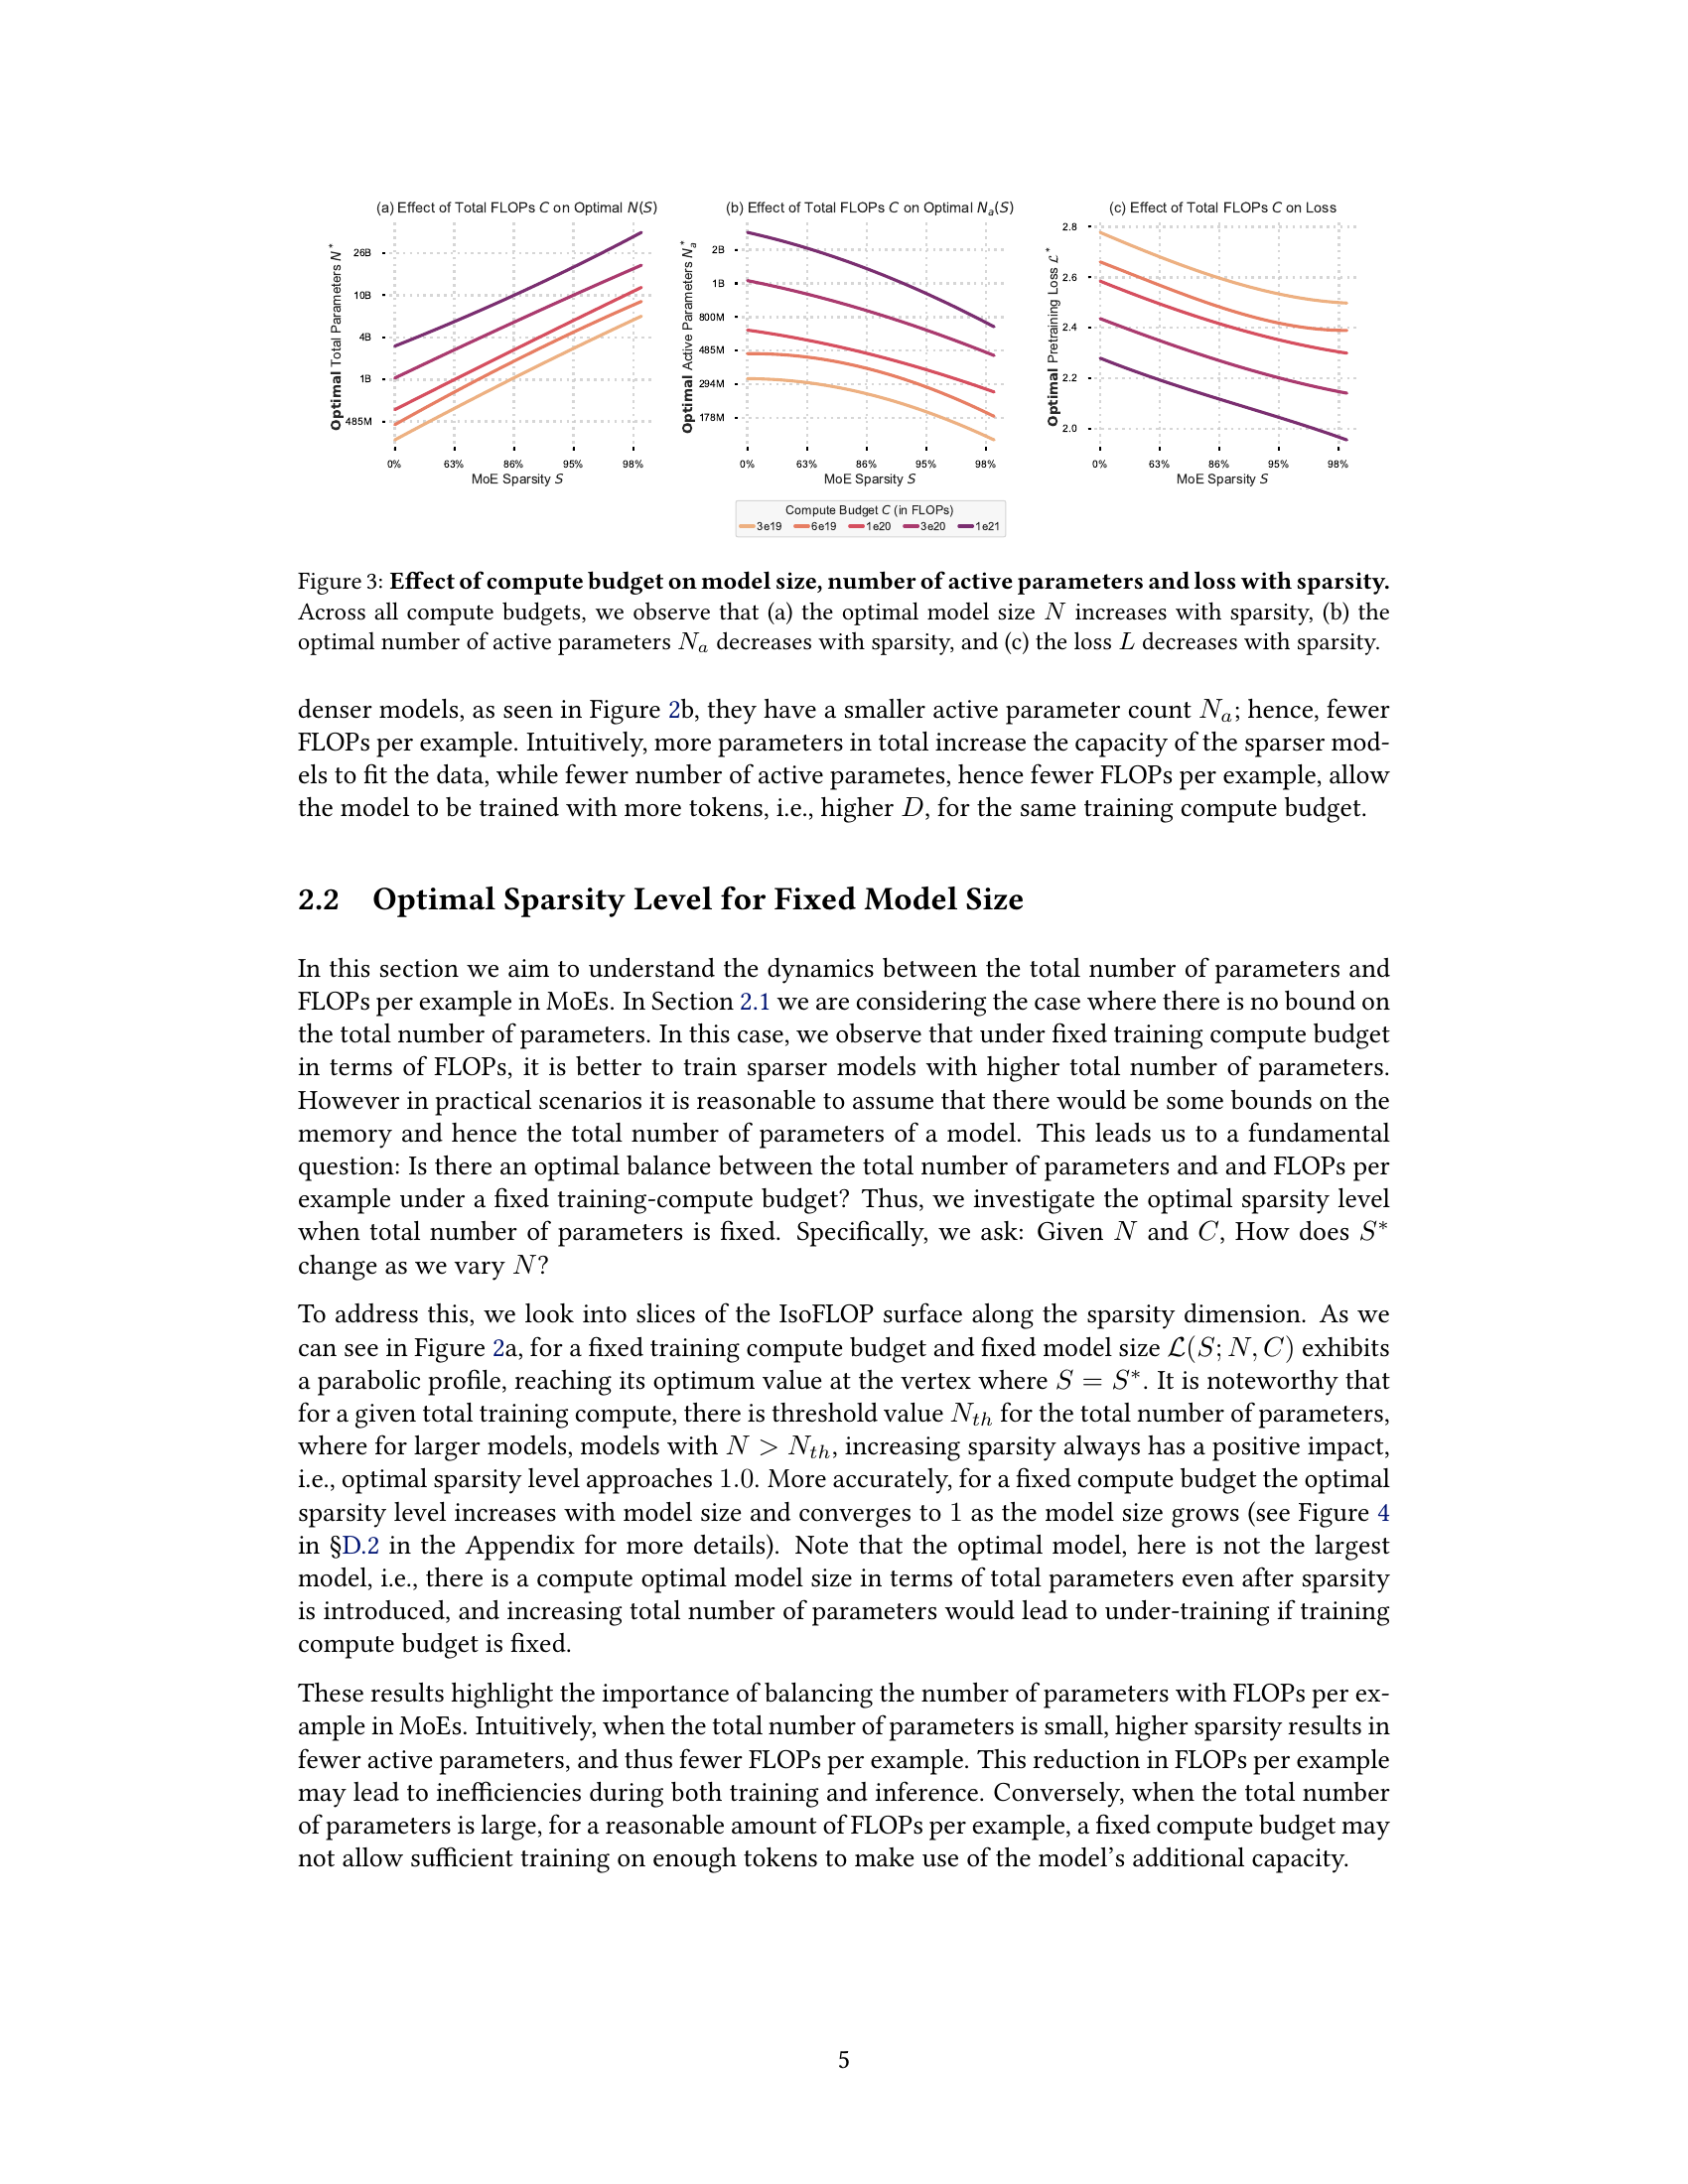 (a) Effect of Total FLOPs C on Optimal N(S)
Optimal Total Parameters N*
26B
10B
4B
1B
485M
0% 63% 86% 95% 98%
MoE Sparsity S
(b) Effect of Total FLOPs C on Optimal Nₐ(S)
Optimal Active Parameters Nₐ*
2B
1B
800M
485M
294M
178M
0% 63% 86% 95% 98%
MoE Sparsity S
(c) Effect of Total FLOPs C on Loss
Optimal Pretraining Loss ℒ*
2.8
2.6
2.4
2.2
2.0
0% 63% 86% 95% 98%
MoE Sparsity S
Compute Budget C (in FLOPs)
3e19 6e19 1e20 3e20 1e21
Figure 3: Effect of compute budget on model size, number of active parameters and loss with sparsity.
Across all compute budgets, we observe that (a) the optimal model size N increases with sparsity, (b) the
optimal number of active parameters Nₐ decreases with sparsity, and (c) the loss L decreases with sparsity.
denser models, as seen in Figure 2b, they have a smaller active parameter count Nₐ; hence, fewer
FLOPs per example. Intuitively, more parameters in total increase the capacity of the sparser mod-
els to fit the data, while fewer number of active parametes, hence fewer FLOPs per example, allow
the model to be trained with more tokens, i.e., higher D, for the same training compute budget.
2.2 Optimal Sparsity Level for Fixed Model Size
In this section we aim to understand the dynamics between the total number of parameters and
FLOPs per example in MoEs. In Section 2.1 we are considering the case where there is no bound on
the total number of parameters. In this case, we observe that under fixed training compute budget
in terms of FLOPs, it is better to train sparser models with higher total number of parameters.
However in practical scenarios it is reasonable to assume that there would be some bounds on the
memory and hence the total number of parameters of a model. This leads us to a fundamental
question: Is there an optimal balance between the total number of parameters and and FLOPs per
example under a fixed training-compute budget? Thus, we investigate the optimal sparsity level
when total number of parameters is fixed. Specifically, we ask: Given N and C, How does S*
change as we vary N?
To address this, we look into slices of the IsoFLOP surface along the sparsity dimension. As we
can see in Figure 2a, for a fixed training compute budget and fixed model size ℒ(S; N, C) exhibits
a parabolic profile, reaching its optimum value at the vertex where S = S*. It is noteworthy that
for a given total training compute, there is threshold value Nₜₕ for the total number of parameters,
where for larger models, models with N > Nₜₕ, increasing sparsity always has a positive impact,
i.e., optimal sparsity level approaches 1.0. More accurately, for a fixed compute budget the optimal
sparsity level increases with model size and converges to 1 as the model size grows (see Figure 4
in §D.2 in the Appendix for more details). Note that the optimal model, here is not the largest
model, i.e., there is a compute optimal model size in terms of total parameters even after sparsity
is introduced, and increasing total number of parameters would lead to under-training if training
compute budget is fixed.
These results highlight the importance of balancing the number of parameters with FLOPs per ex-
ample in MoEs. Intuitively, when the total number of parameters is small, higher sparsity results in
fewer active parameters, and thus fewer FLOPs per example. This reduction in FLOPs per example
may lead to inefficiencies during both training and inference. Conversely, when the total number
of parameters is large, for a reasonable amount of FLOPs per example, a fixed compute budget may
not allow sufficient training on enough tokens to make use of the model's additional capacity.
5